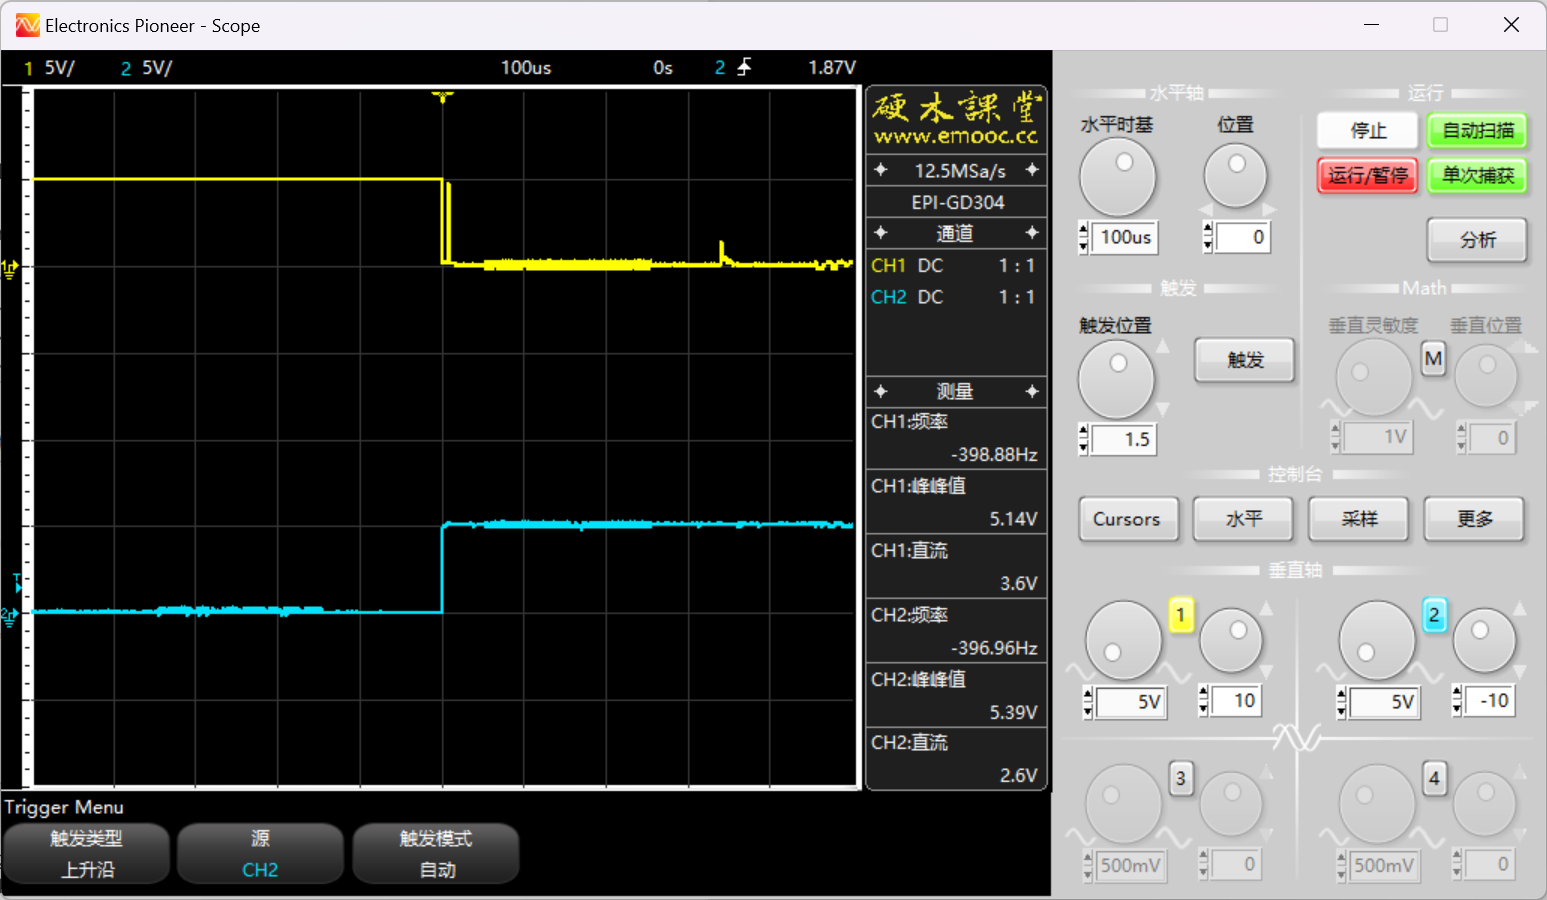 Electronics Pioneer - Scope
1 5V/ 2 5V/ 100us 0s 2 1.87V
硬木課堂
www.emooc.cc
12.5MSa/s
EPI-GD304
通道
CH1 DC 1 : 1
CH2 DC 1 : 1
测量
CH1:频率
-398.88Hz
CH1:峰峰值
5.14V
CH1:直流
3.6V
CH2:频率
-396.96Hz
CH2:峰峰值
5.39V
CH2:直流
2.6V
1
T
2
Trigger Menu
触发类型
上升沿
源
CH2
触发模式
自动
水平轴
水平时基 位置
100us 0
运行
停止 自动扫描
运行/暂停 单次捕获
分析
触发
触发位置
触发
1.5
Math
垂直灵敏度 垂直位置
M
1V 0
控制台
Cursors 水平 采样 更多
垂直轴
1 2
5V 10 5V -10
3 4
500mV 0 500mV 0